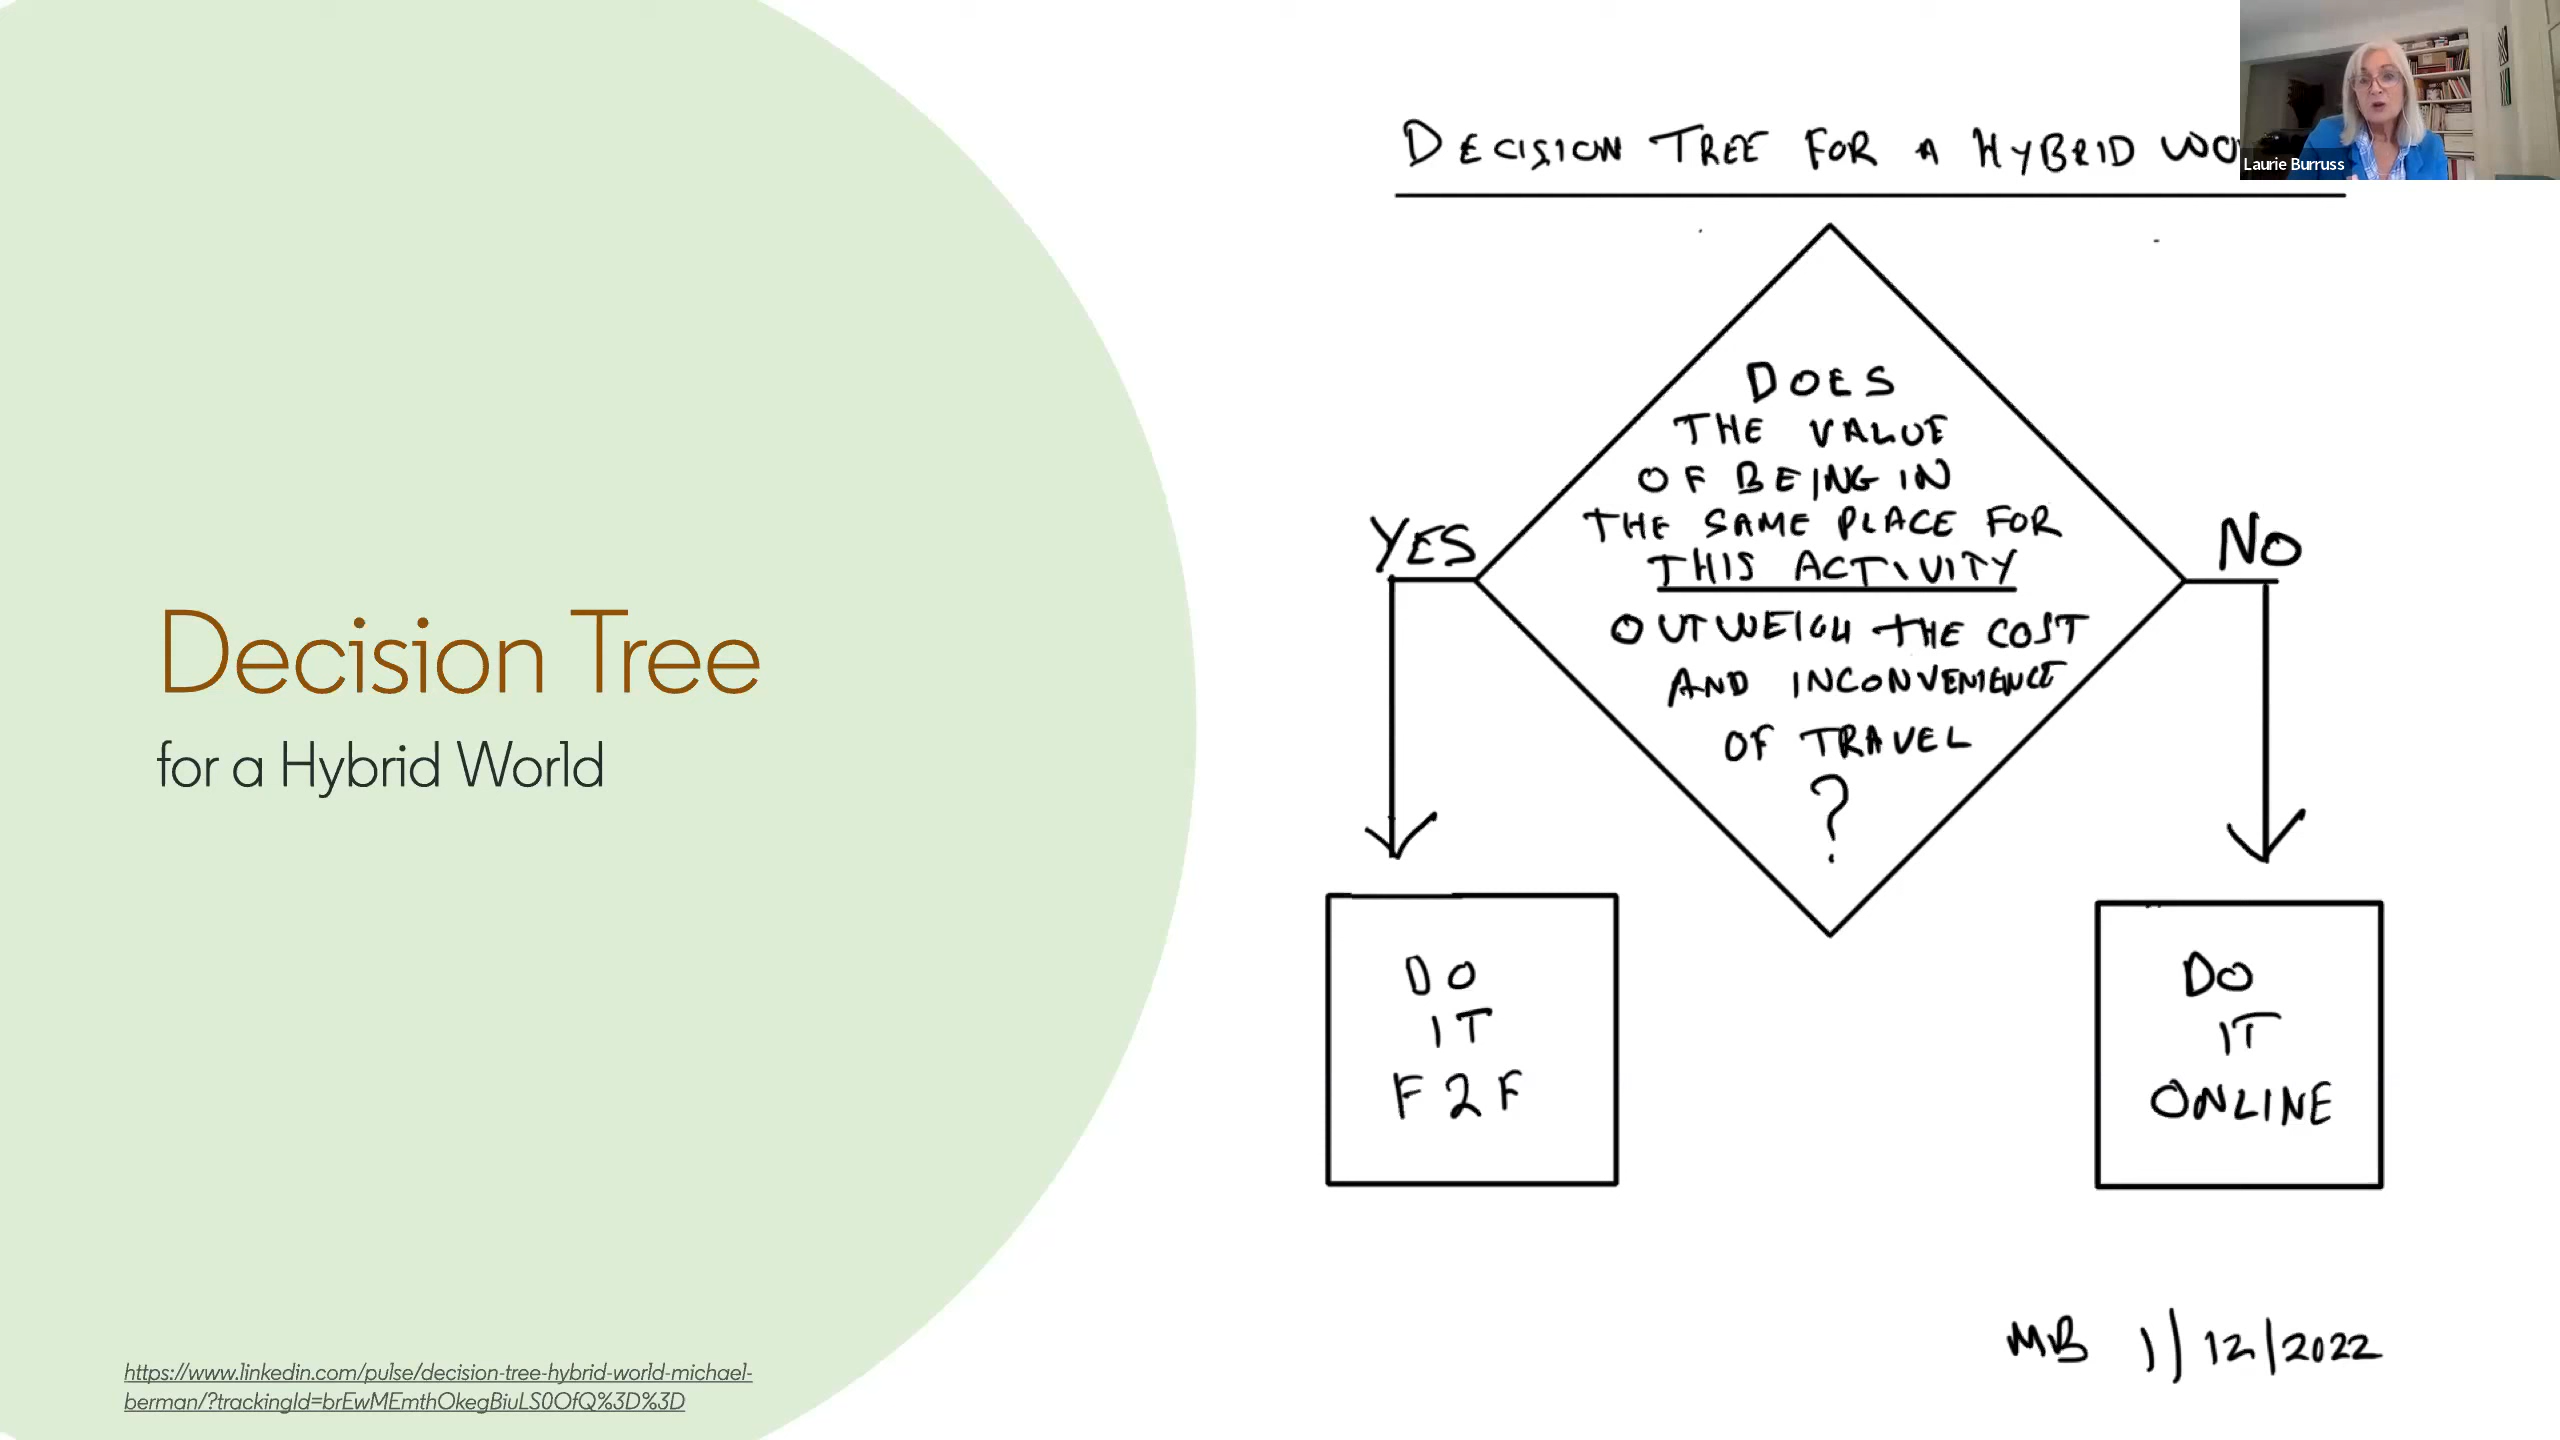 Decision Tree
for a Hybrid World
https://www.linkedin.com/pulse/decision-tree-hybrid-world-michael-
berman/?trackingId=brEwMEmthOkegBiuLS0OfQ%3D%3D
DECISION TREE FOR A HYBRID WO
DOES
THE VALUE
OF BEING IN
THE SAME PLACE FOR
THIS ACTIVITY
OUTWEIGH THE COST
AND INCONVENIENCE
OF TRAVEL
?
YES
NO
DO
IT
F2F
DO
IT
ONLINE
MB 1/12/2022
Laurie Burruss